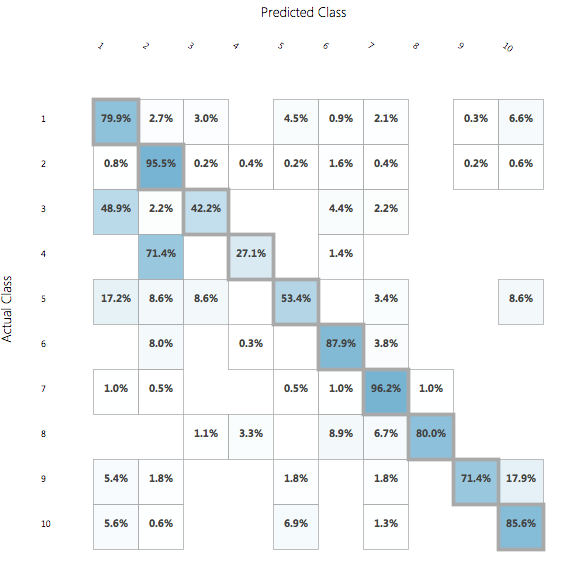 Predicted Class
1 2 3 4 5 6 7 8 9 10
1 79.9% 2.7% 3.0% 4.5% 0.9% 2.1% 0.3% 6.6%
2 0.8% 95.5% 0.2% 0.4% 0.2% 1.6% 0.4% 0.2% 0.6%
3 48.9% 2.2% 42.2% 4.4% 2.2%
4 71.4% 27.1% 1.4%
5 17.2% 8.6% 8.6% 53.4% 3.4% 8.6%
6 8.0% 0.3% 87.9% 3.8%
7 1.0% 0.5% 0.5% 1.0% 96.2% 1.0%
8 1.1% 3.3% 8.9% 6.7% 80.0%
9 5.4% 1.8% 1.8% 1.8% 71.4% 17.9%
10 5.6% 0.6% 6.9% 1.3% 85.6%
Actual Class